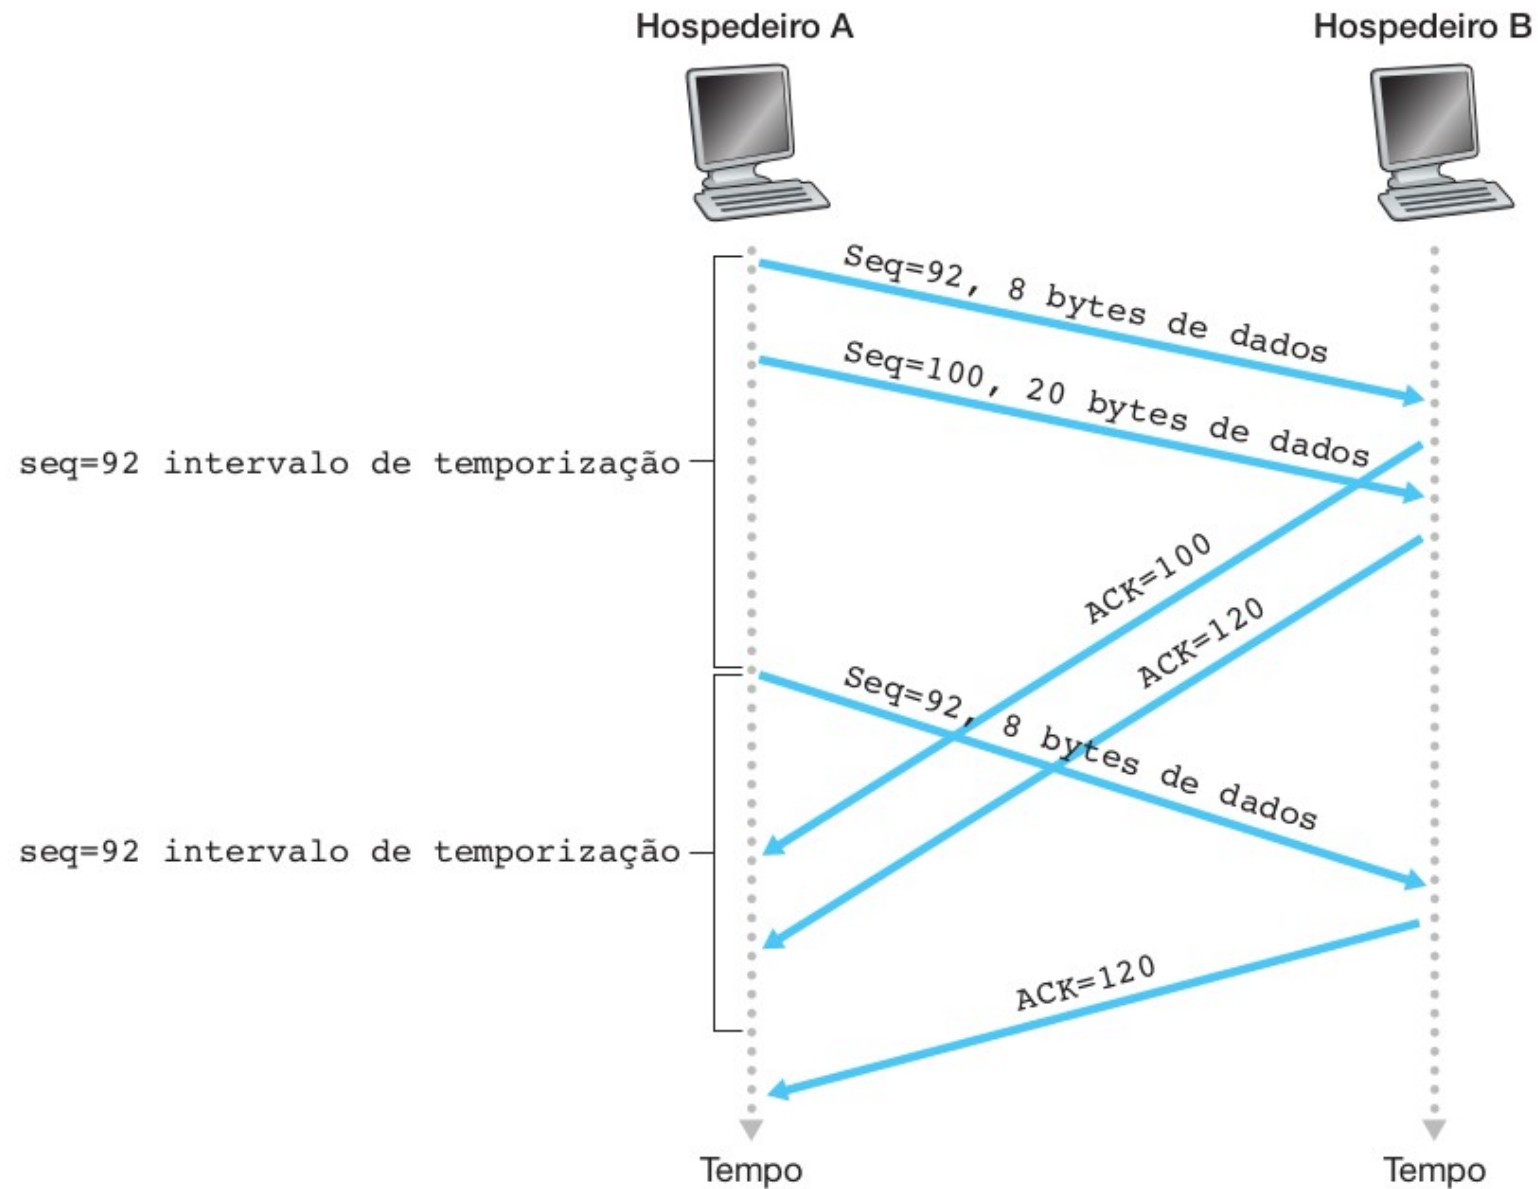 Hospedeiro A
Hospedeiro B
Seq=92, 8 bytes de dados
Seq=100, 20 bytes de dados
seq=92 intervalo de temporização
ACK=100
ACK=120
Seq=92, 8 bytes de dados
seq=92 intervalo de temporização
ACK=120
Tempo
Tempo